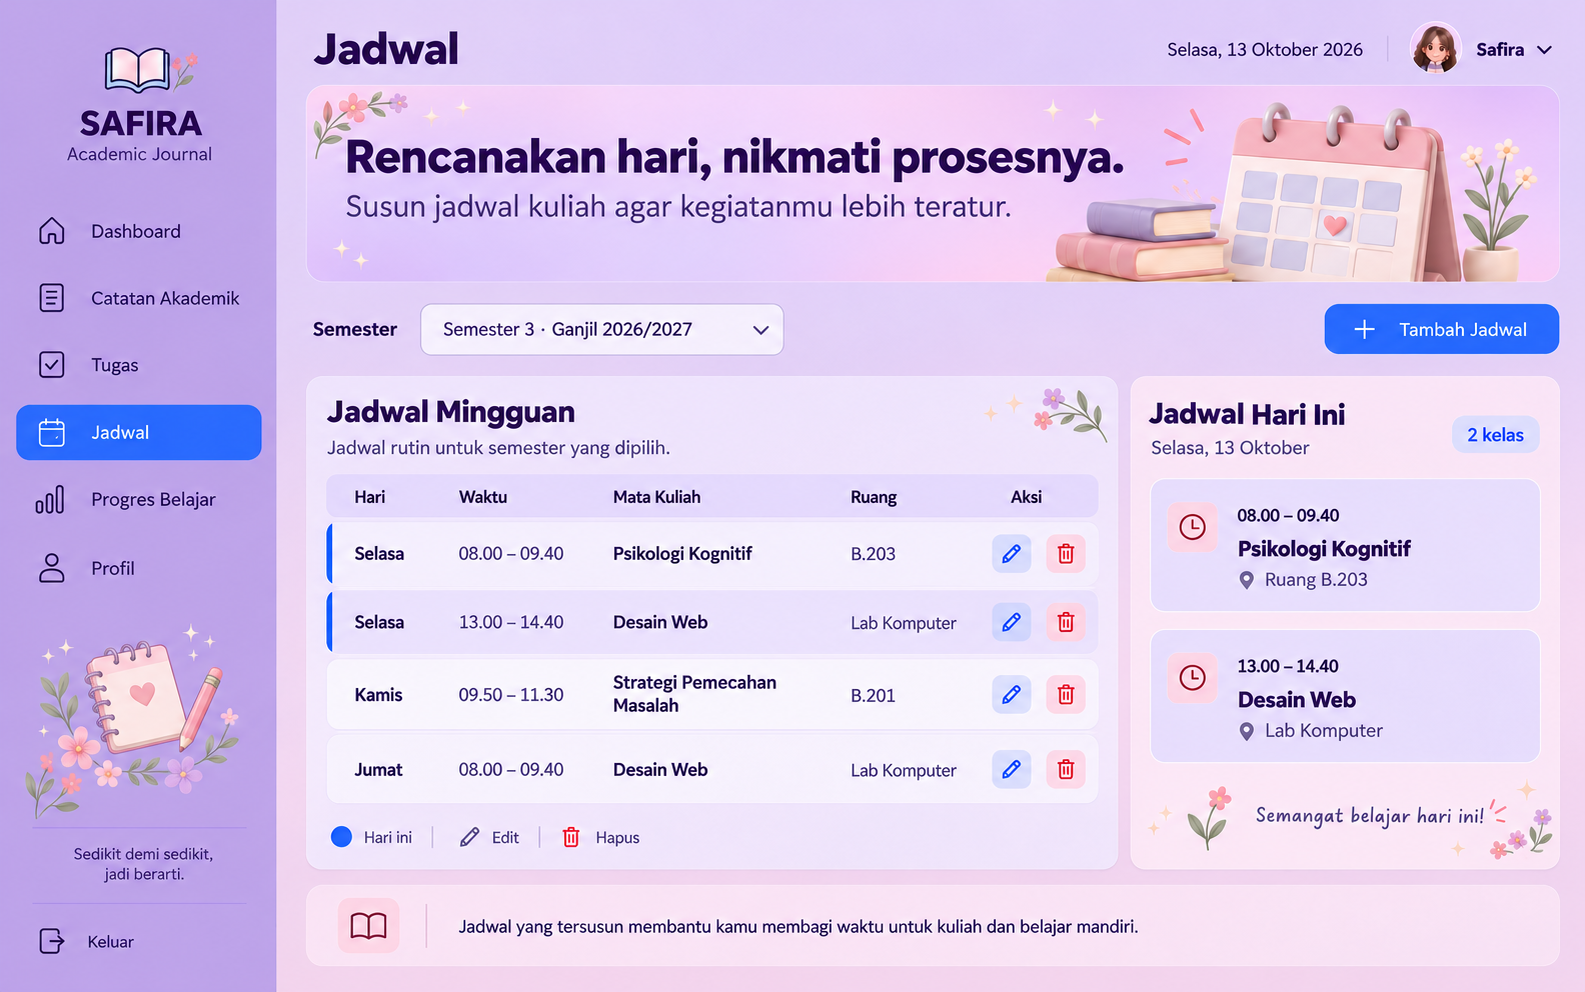 SAFIRA
Academic Journal
Dashboard
Catatan Akademik
Tugas
Jadwal
Progres Belajar
Profil
Sedikit demi sedikit,
jadi berarti.
Keluar
Jadwal
Selasa, 13 Oktober 2026
Safira
Rencanakan hari, nikmati prosesnya.
Susun jadwal kuliah agar kegiatanmu lebih teratur.
Semester
Semester 3 · Ganjil 2026/2027
Tambah Jadwal
Jadwal Mingguan
Jadwal rutin untuk semester yang dipilih.
Hari Waktu Mata Kuliah Ruang Aksi
Selasa 08.00 – 09.40 Psikologi Kognitif B.203
Selasa 13.00 – 14.40 Desain Web Lab Komputer
Kamis 09.50 – 11.30 Strategi Pemecahan
Masalah B.201
Jumat 08.00 – 09.40 Desain Web Lab Komputer
Hari ini Edit Hapus
Jadwal Hari Ini
Selasa, 13 Oktober
2 kelas
08.00 – 09.40
Psikologi Kognitif
Ruang B.203
13.00 – 14.40
Desain Web
Lab Komputer
Semangat belajar hari ini!
Jadwal yang tersusun membantu kamu membagi waktu untuk kuliah dan belajar mandiri.